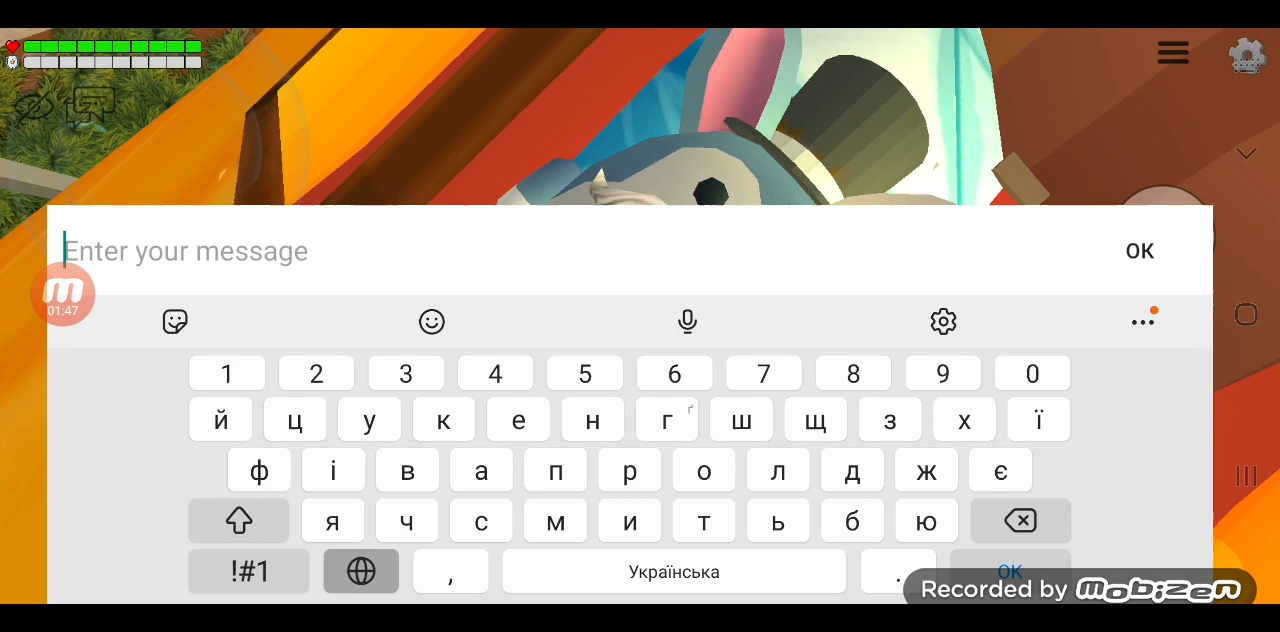 Enter your message
OK
01:47
1 2 3 4 5 6 7 8 9 0
й ц у к е н г ґ ш щ з х ї
ф і в а п р о л д ж є
я ч с м и т ь б ю
!#1 , Українська . OK
Recorded by mobizen